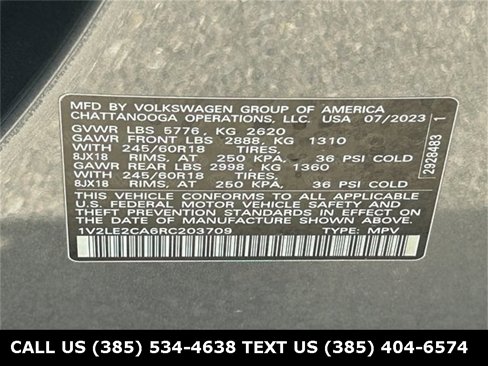 MFD BY VOLKSWAGEN GROUP OF AMERICA
CHATTANOOGA OPERATIONS, LLC. USA 07/2023
GVWR LBS 5776, KG 2620
GAWR FRONT LBS 2888, KG 1310
WITH 245/60R18 TIRES,
8JX18 RIMS, AT 250 KPA, 36 PSI COLD
GAWR REAR LBS 2998, KG 1360
WITH 245/60R18 TIRES,
8JX18 RIMS, AT 250 KPA, 36 PSI COLD
THIS VEHICLE CONFORMS TO ALL APPLICABLE
U.S. FEDERAL MOTOR VEHICLE SAFETY AND
THEFT PREVENTION STANDARDS IN EFFECT ON
THE DATE OF MANUFACTURE SHOWN ABOVE.
1V2LE2CA6RC203709 TYPE: MPV
2928483 1
CALL US (385) 534-4638 TEXT US (385) 404-6574